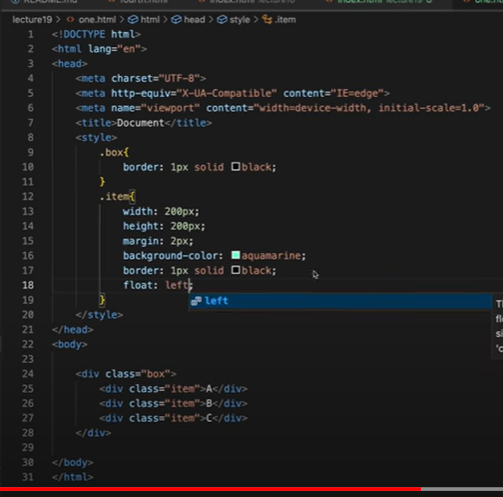 README.md fourth.html index.html lecture18 index.html lecture19 6 one.html
lecture19 > one.html > html > head > style > .item
1 <!DOCTYPE html>
2 <html lang="en">
3 <head>
4 <meta charset="UTF-8">
5 <meta http-equiv="X-UA-Compatible" content="IE=edge">
6 <meta name="viewport" content="width=device-width, initial-scale=1.0">
7 <title>Document</title>
8 <style>
9 .box{
10 border: 1px solid black;
11 }
12 .item{
13 width: 200px;
14 height: 200px;
15 margin: 2px;
16 background-color: aquamarine;
17 border: 1px solid black;
18 float: left;
19 }
left
20 </style>
21 </head>
22 <body>
23
24 <div class="box">
25 <div class="item">A</div>
26 <div class="item">B</div>
27 <div class="item">C</div>
28 </div>
29
30 </body>
31 </html>